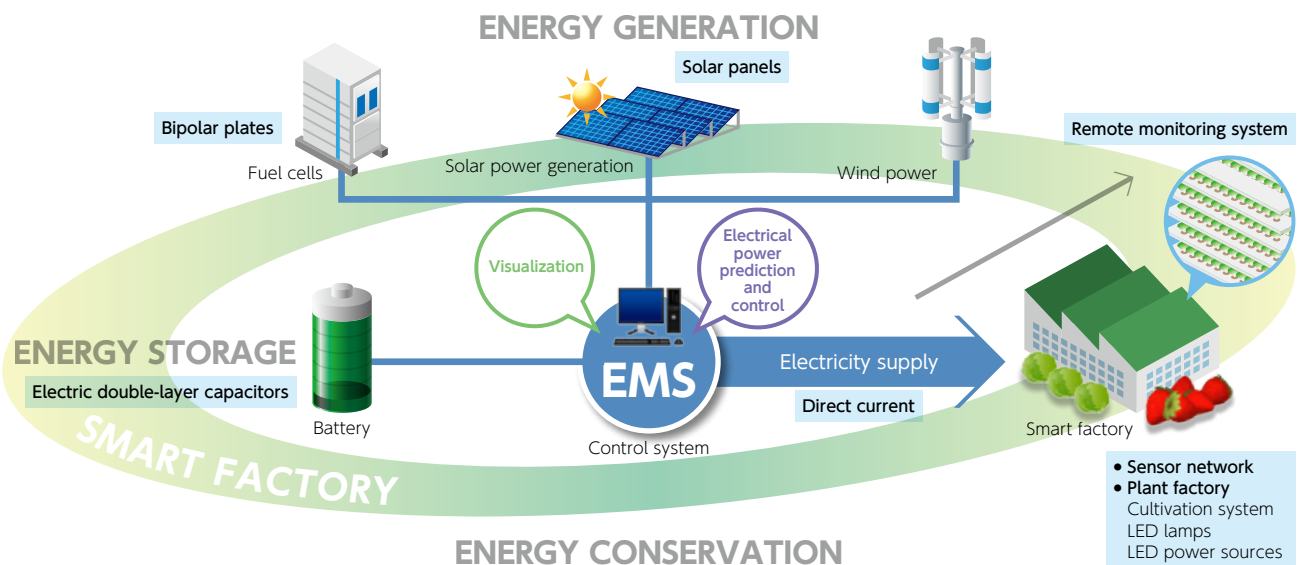 ENERGY GENERATION
Solar panels
Bipolar plates
Remote monitoring system
Fuel cells
Solar power generation
Wind power
Visualization
Electrical
power
prediction
and
control
ENERGY STORAGE
Electric double-layer capacitors
Battery
EMS
Control system
Electricity supply
Direct current
Smart factory
SMART FACTORY
• Sensor network
• Plant factory
Cultivation system
LED lamps
LED power sources
ENERGY CONSERVATION